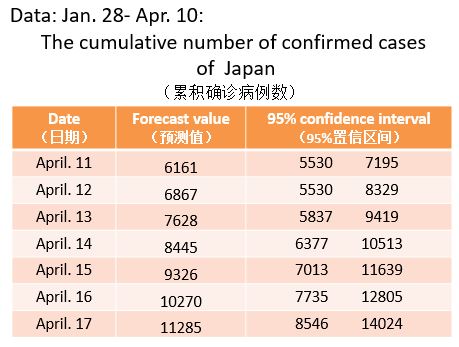 Data: Jan. 28- Apr. 10:
The cumulative number of confirmed cases
of Japan
（累积确诊病例数）
Date Forecast value 95% confidence interval
（日期） （预测值） （95%置信区间）
April. 11 6161 5530 7195
April. 12 6867 5530 8329
April. 13 7628 5837 9419
April. 14 8445 6377 10513
April. 15 9326 7013 11639
April. 16 10270 7735 12805
April. 17 11285 8546 14024